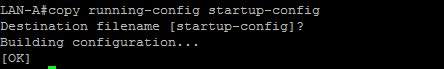 LAN-A#copy running-config startup-config
Destination filename [startup-config]?
Building configuration...
[OK]